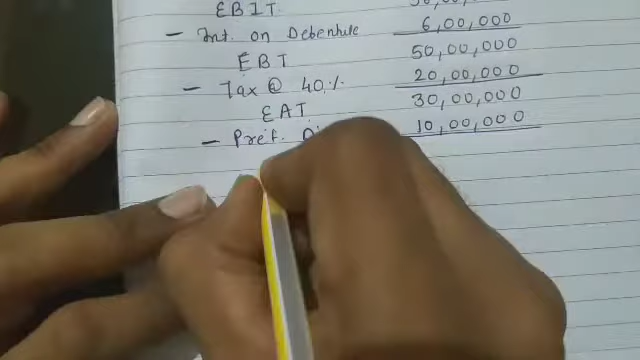 EBIT
- Int. on Debenture 6,00,000
EBT 50,00,000
- Tax @ 40% 20,00,000
EAT 30,00,000
- Pref. 10,00,000